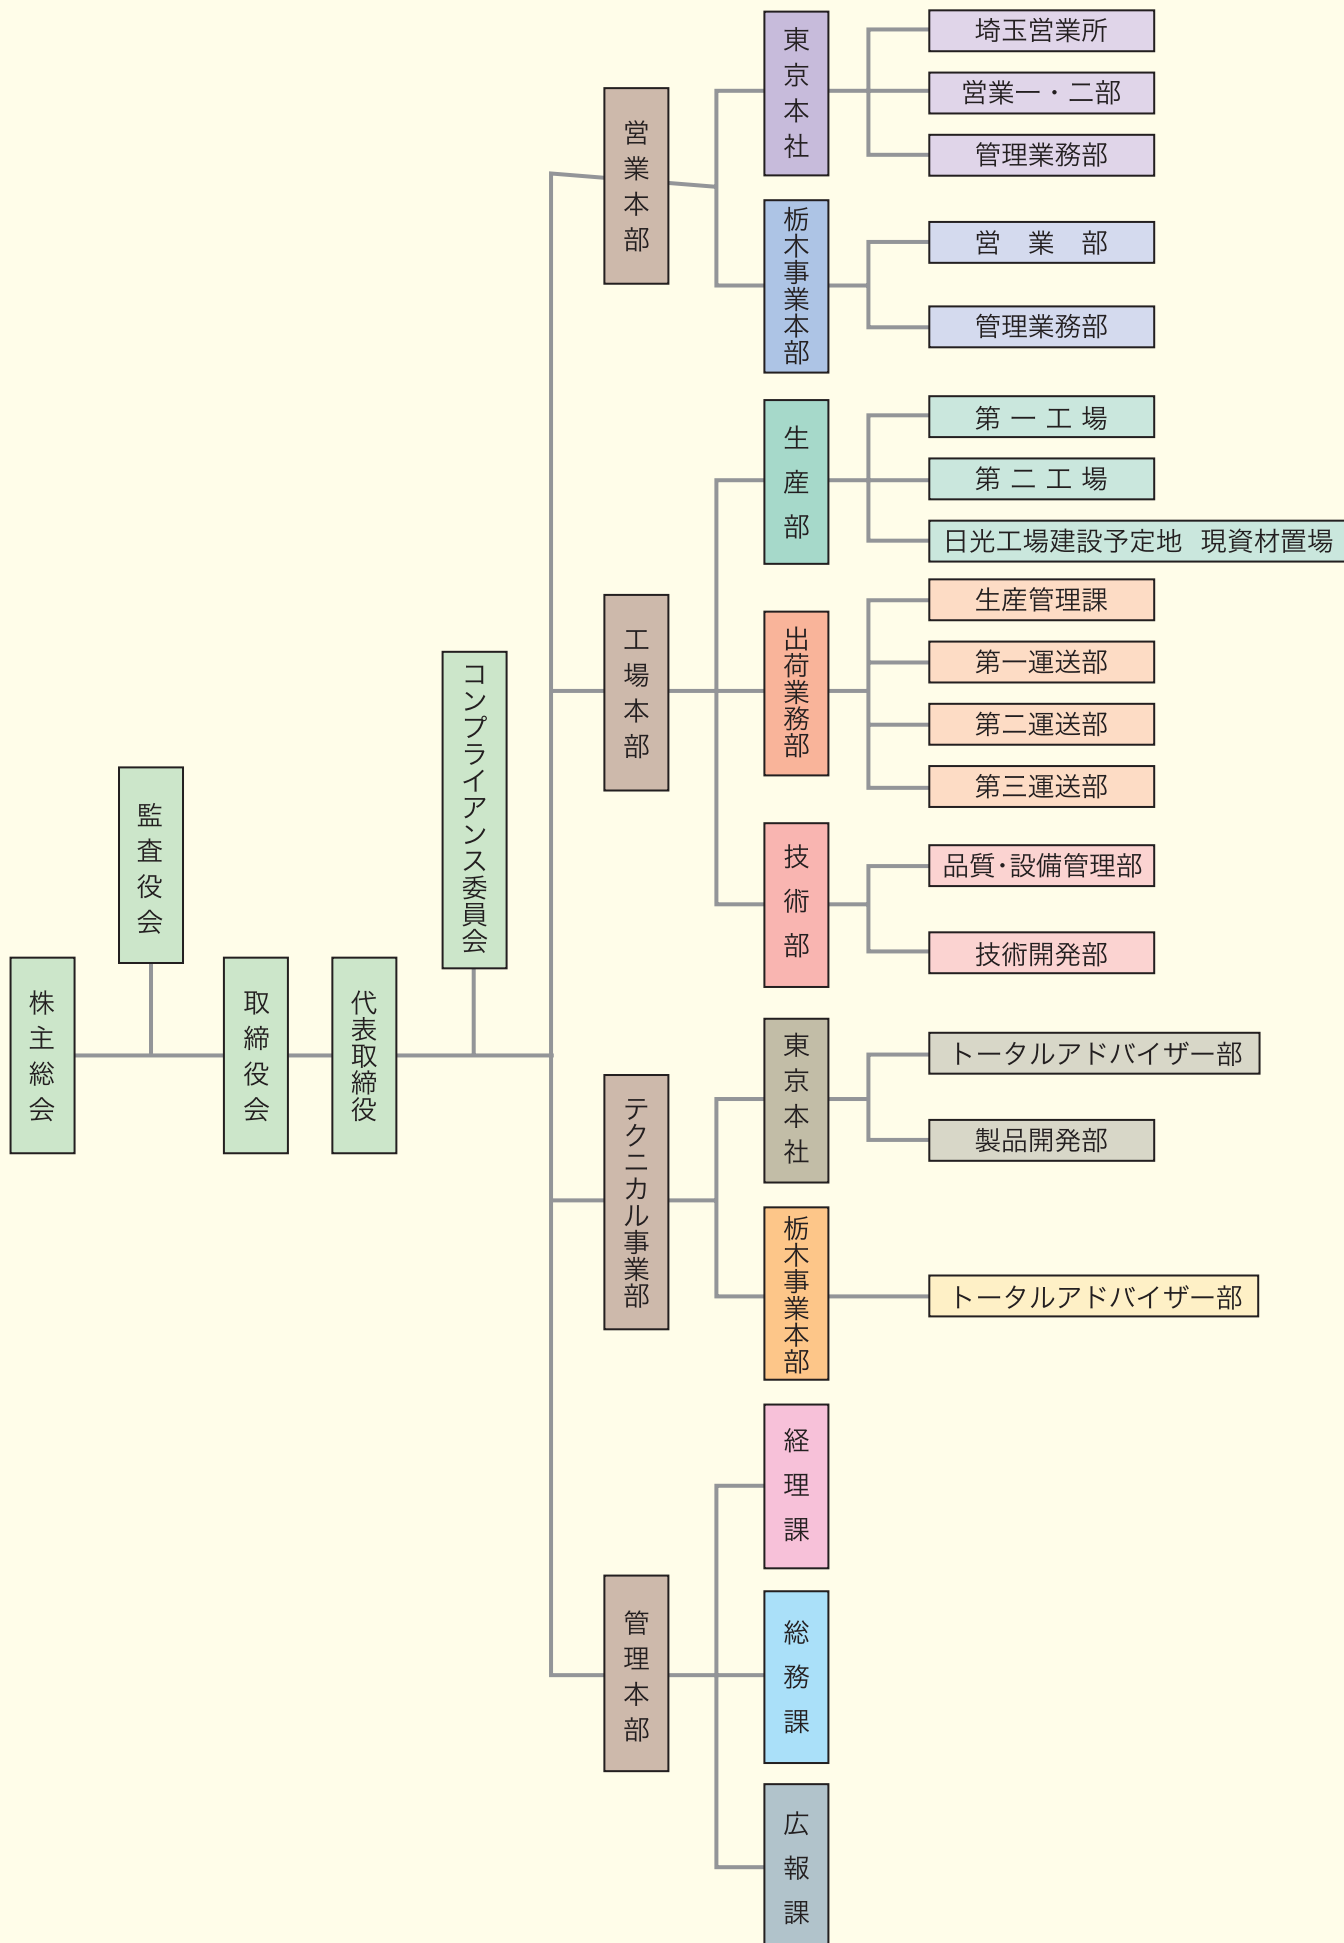 株主総会
監査役会
取締役会
代表取締役
コンプライアンス委員会
営業本部
東京本社
埼玉営業所
営業一・二部
管理業務部
栃木事業本部
営　業　部
管理業務部
工場本部
生産部
第一工場
第二工場
日光工場建設予定地　現資材置場
出荷業務部
生産管理課
第一運送部
第二運送部
第三運送部
技術部
品質・設備管理部
技術開発部
テクニカル事業部
東京本社
トータルアドバイザー部
製品開発部
栃木事業本部
トータルアドバイザー部
管理本部
経理課
総務課
広報課